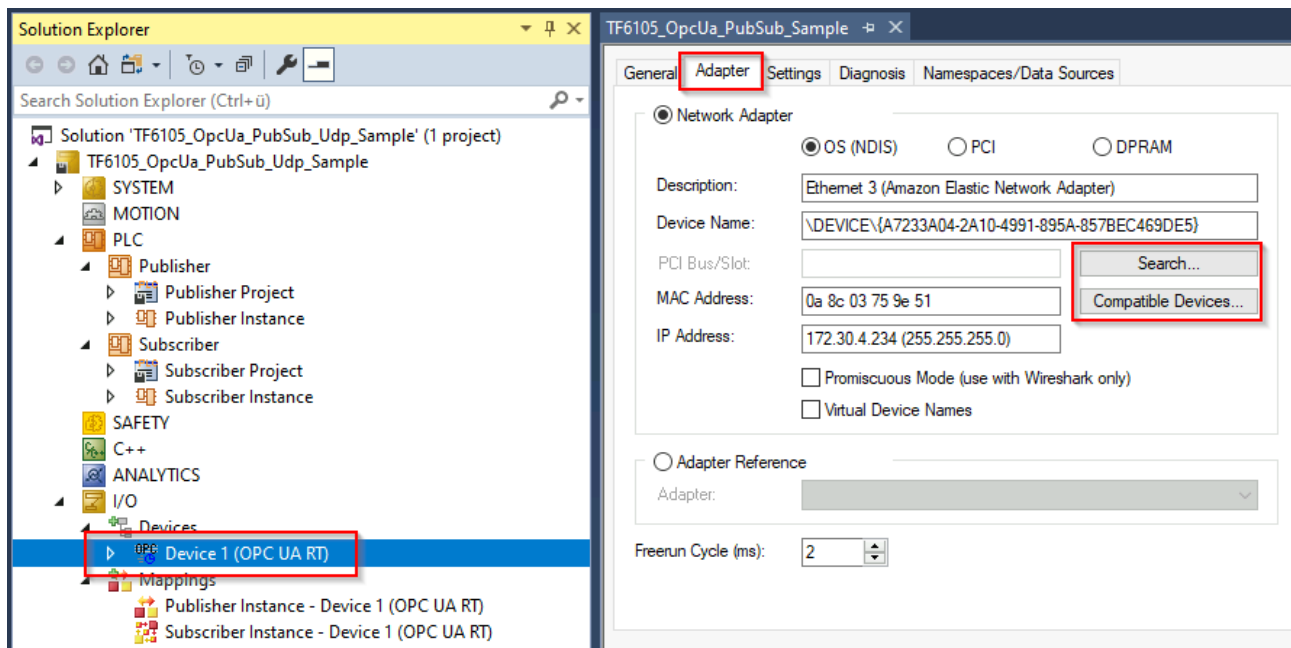 Solution Explorer
Search Solution Explorer (Ctrl+ü)
Solution 'TF6105_OpcUa_PubSub_Udp_Sample' (1 project)
TF6105_OpcUa_PubSub_Udp_Sample
SYSTEM
MOTION
PLC
Publisher
Publisher Project
Publisher Instance
Subscriber
Subscriber Project
Subscriber Instance
SAFETY
C++
ANALYTICS
I/O
Devices
OPC Device 1 (OPC UA RT)
Mappings
Publisher Instance - Device 1 (OPC UA RT)
Subscriber Instance - Device 1 (OPC UA RT)
TF6105_OpcUa_PubSub_Sample
General Adapter Settings Diagnosis Namespaces/Data Sources
Network Adapter
OS (NDIS) PCI DPRAM
Description: Ethernet 3 (Amazon Elastic Network Adapter)
Device Name: \DEVICE\{A7233A04-2A10-4991-895A-857BEC469DE5}
PCI Bus/Slot: Search...
MAC Address: 0a 8c 03 75 9e 51 Compatible Devices...
IP Address: 172.30.4.234 (255.255.255.0)
Promiscuous Mode (use with Wireshark only)
Virtual Device Names
Adapter Reference
Adapter:
Freerun Cycle (ms): 2